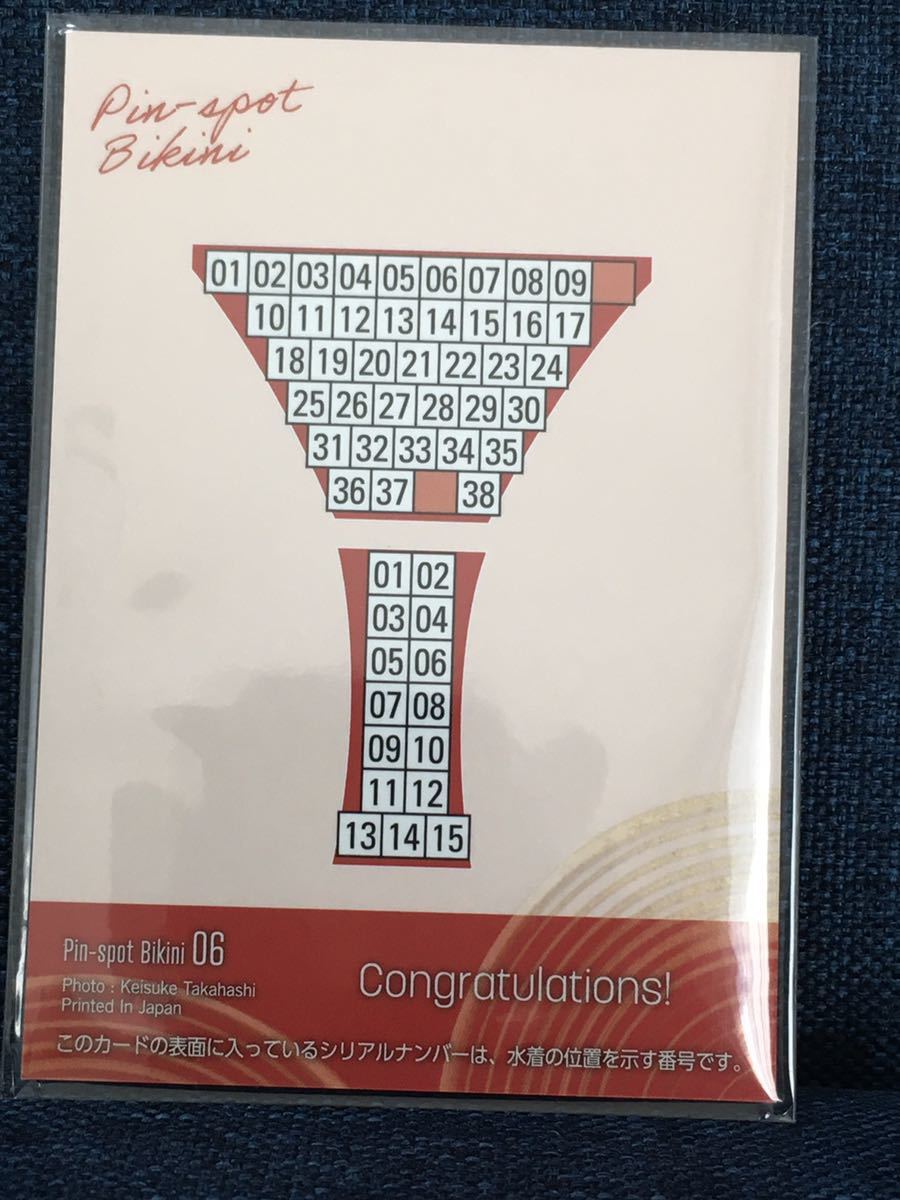 Pin-spot
Bikini
01 02 03 04 05 06 07 08 09
10 11 12 13 14 15 16 17
18 19 20 21 22 23 24
25 26 27 28 29 30
31 32 33 34 35
36 37 38
01 02
03 04
05 06
07 08
09 10
11 12
13 14 15
Pin-spot Bikini 06
Photo : Keisuke Takahashi
Printed In Japan
Congratulations!
このカードの表面に入っているシリアルナンバーは、水着の位置を示す番号です。